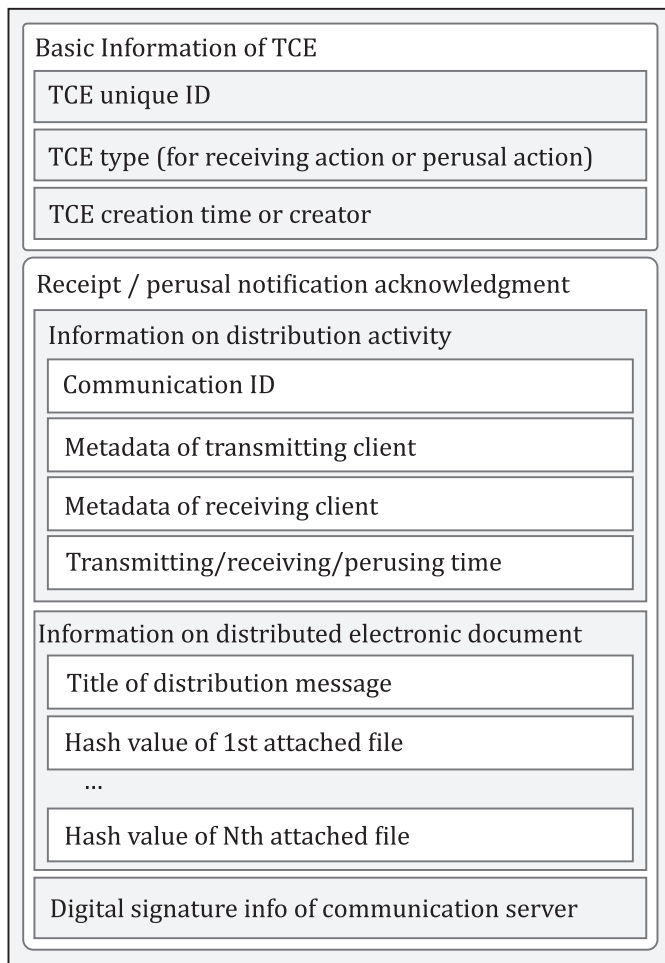 Basic Information of TCE
TCE unique ID
TCE type (for receiving action or perusal action)
TCE creation time or creator
Receipt / perusal notification acknowledgment
Information on distribution activity
Communication ID
Metadata of transmitting client
Metadata of receiving client
Transmitting/receiving/perusing time
Information on distributed electronic document
Title of distribution message
Hash value of 1st attached file
...
Hash value of Nth attached file
Digital signature info of communication server